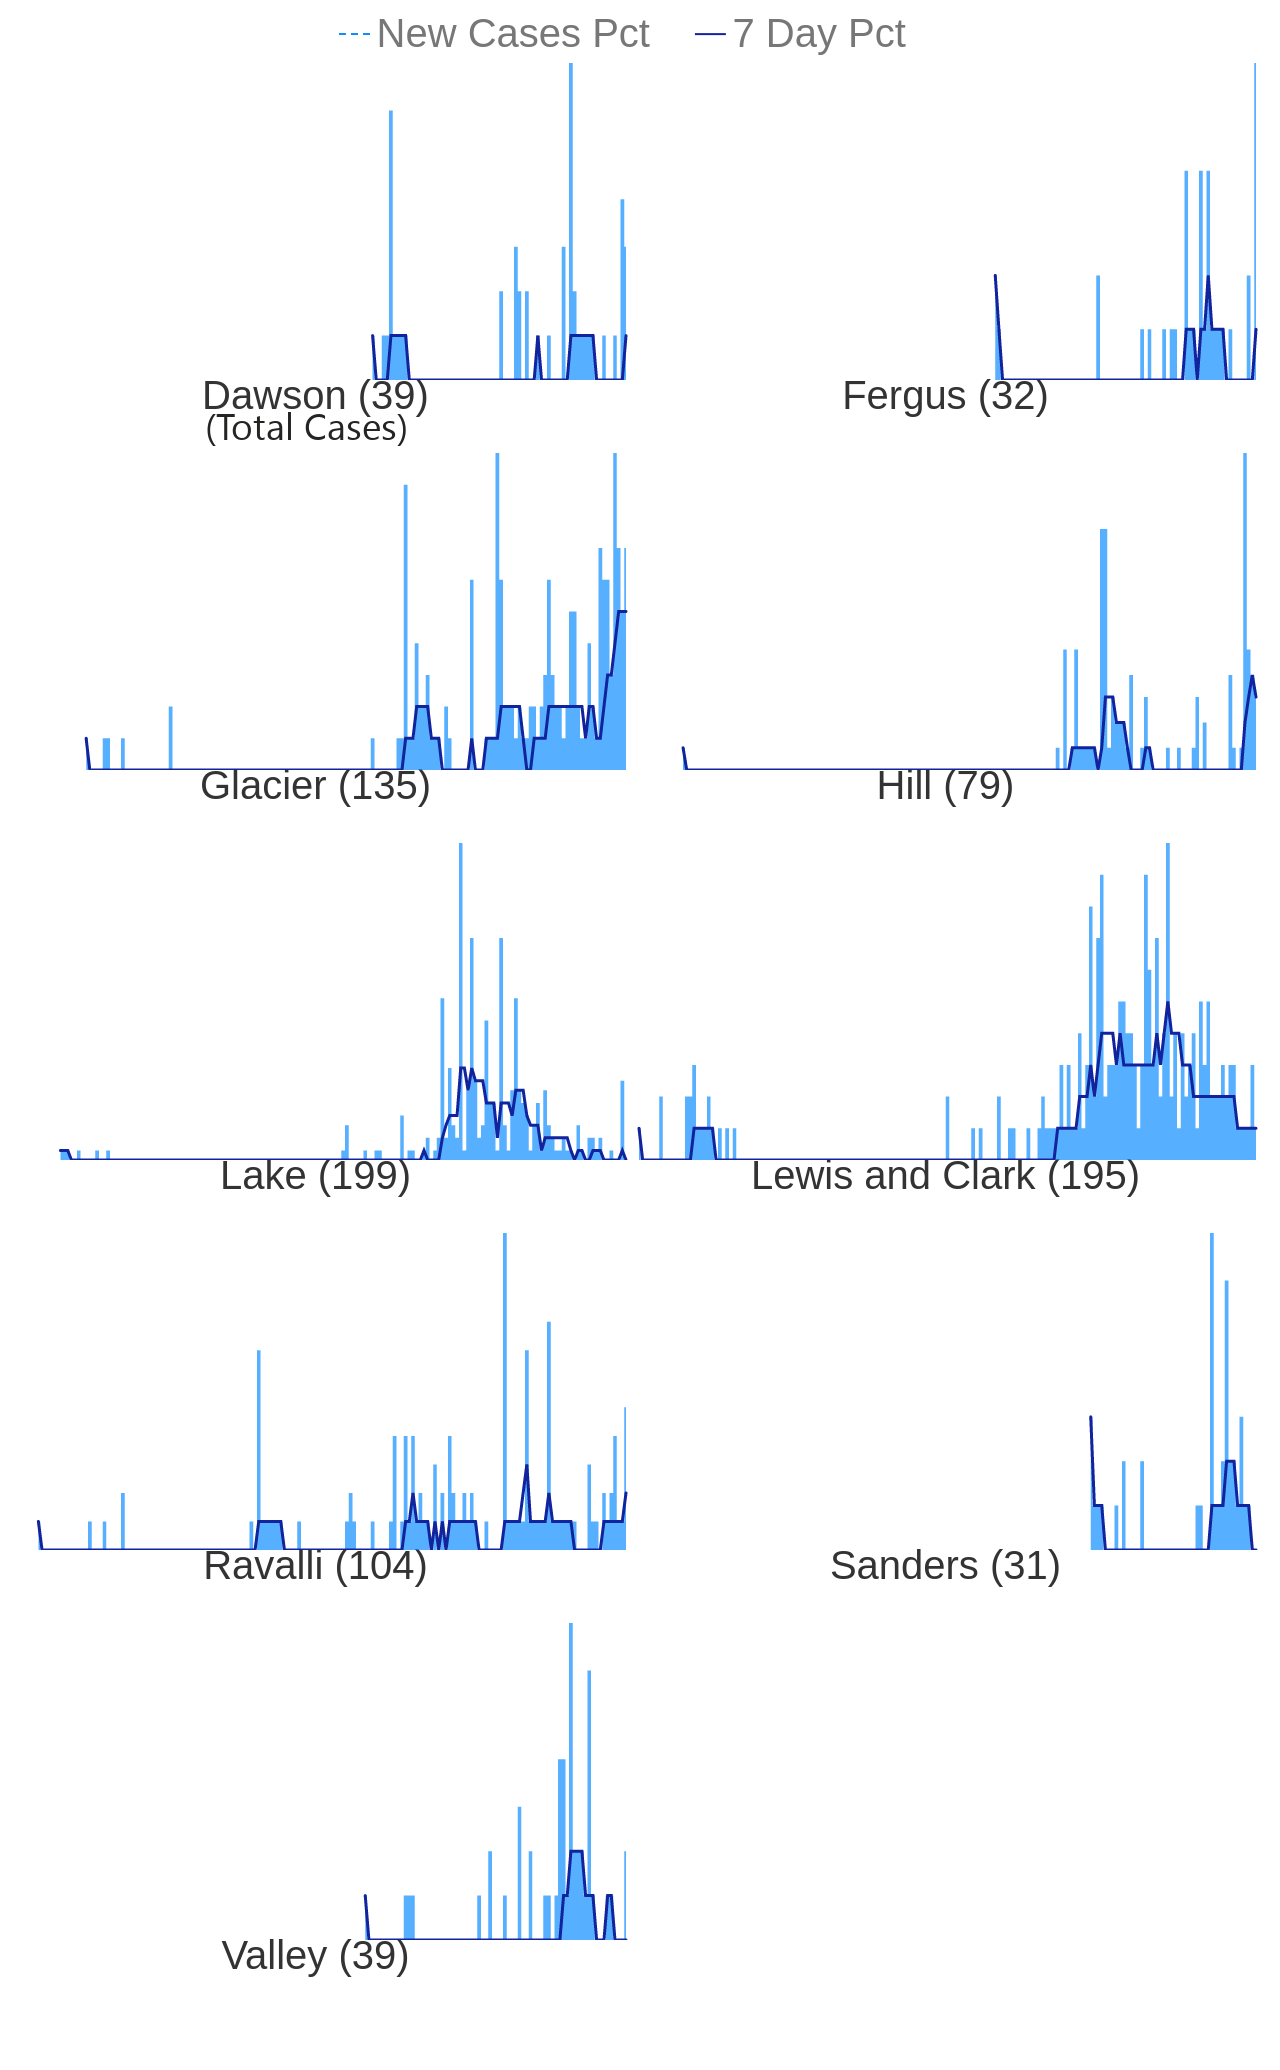 New Cases Pct 7 Day Pct
Dawson (39) Fergus (32)
(Total Cases)
Glacier (135) Hill (79)
Lake (199) Lewis and Clark (195)
Ravalli (104) Sanders (31)
Valley (39)